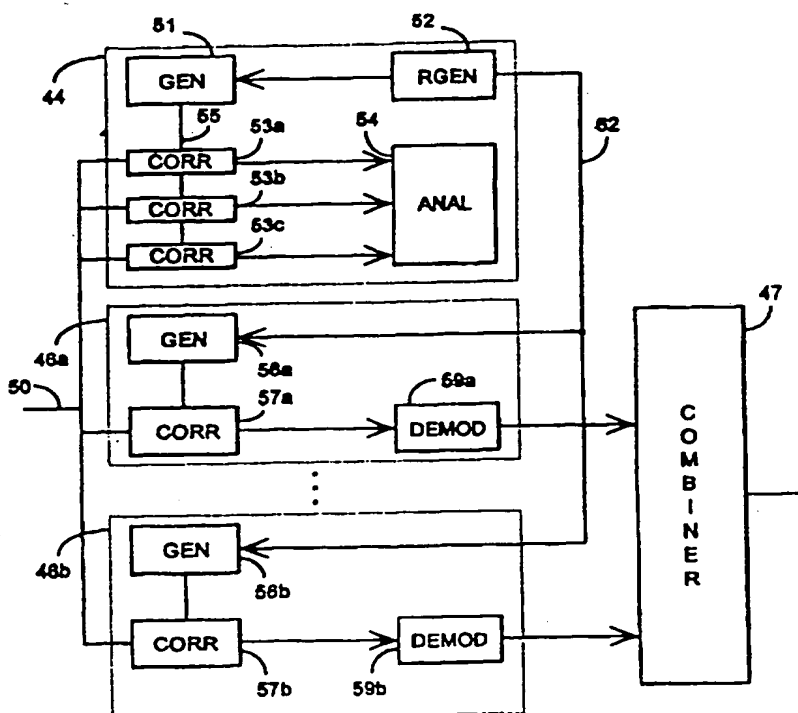 51
52
44
GEN
RGEN
55
53a
54
62
CORR
53b
CORR
ANAL
53c
CORR
47
46a
GEN
56a
50
57a
59a
CORR
DEMOD
COMBINER
46b
GEN
56b
CORR
DEMOD
57b
59b